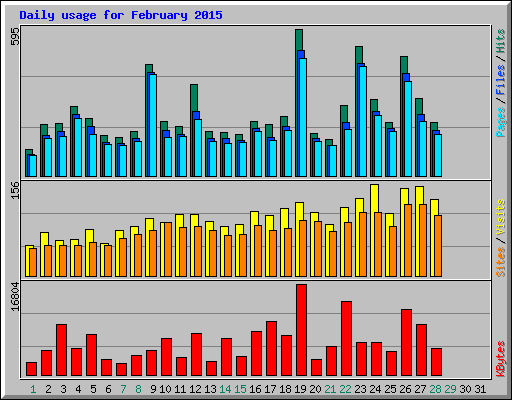 Daily usage for February 2015
595
Pages / Files / Hits
156
Sites / Visits
16804
KBytes
1 2 3 4 5 6 7 8 9 10 11 12 13 14 15 16 17 18 19 20 21 22 23 24 25 26 27 28 29 30 31